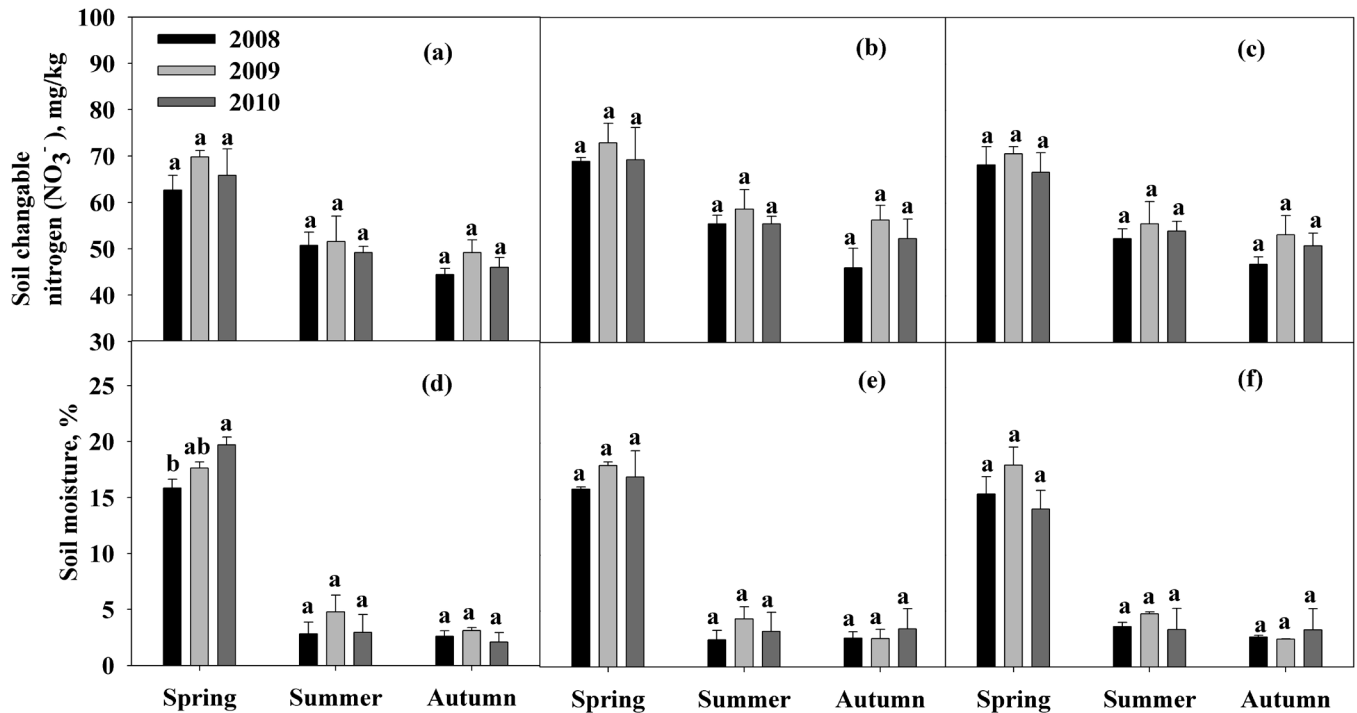 Soil changable
nitrogen (NO3-), mg/kg
100
90
80
70
60
50
40
30
2008
2009
2010
(a)
a a a
a a a
a a a
(b)
a a a
a a a
a a a
(c)
a a a
a a a
a a a
Soil moisture, %
25
20
15
10
5
0
(d)
b ab a
a a a
a a a
(e)
a a a
a a a
a a a
(f)
a a a
a a a
a a a
Spring Summer Autumn Spring Summer Autumn Spring Summer Autumn